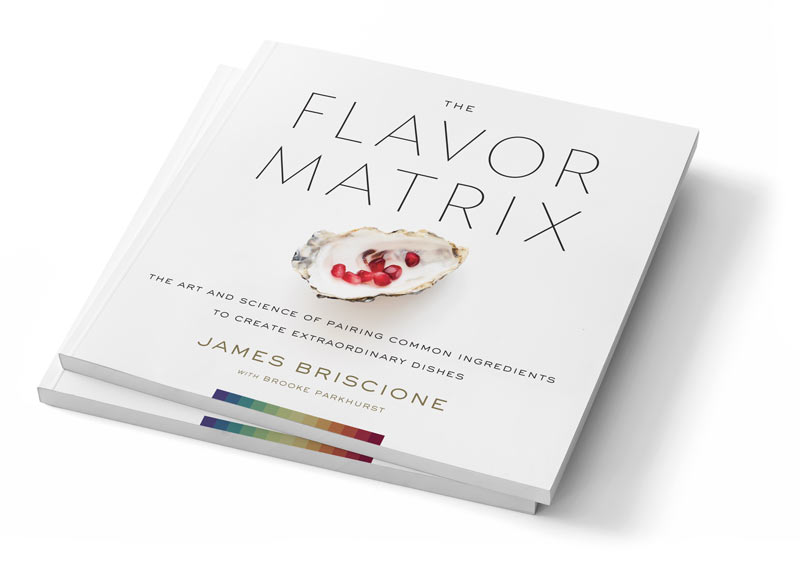 THE
FLAVOR
MATRIX
THE ART AND SCIENCE OF PAIRING COMMON INGREDIENTS
TO CREATE EXTRAORDINARY DISHES
JAMES BRISCIONE
WITH BROOKE PARKHURST